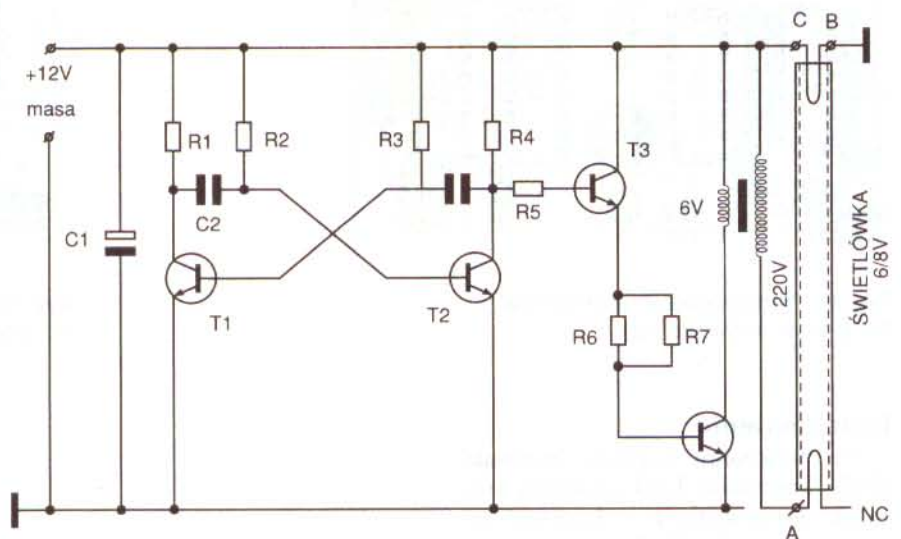 C B
+12V
masa
R1
R2
R3
R4
T3
C2
R5
6V
C1
220V
ŚWIETLÓWKA
6/8V
T1
T2
R6
R7
NC
A